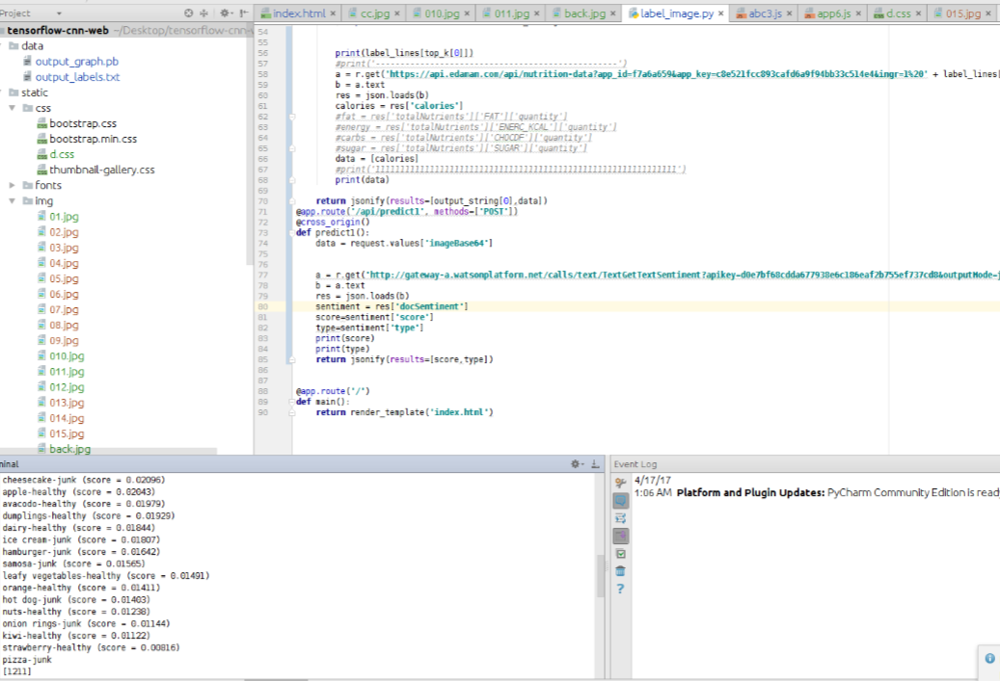 Project
index.html
cc.jpg
010.jpg
011.jpg
back.jpg
label_image.py
abc3.js
app6.js
d.css
015.jpg
tensorflow-cnn-web ~/Desktop/tensorflow-cnn-
data
output_graph.pb
output_labels.txt
static
css
bootstrap.css
bootstrap.min.css
d.css
thumbnail-gallery.css
fonts
img
01.jpg
02.jpg
03.jpg
04.jpg
05.jpg
06.jpg
07.jpg
08.jpg
09.jpg
010.jpg
011.jpg
012.jpg
013.jpg
014.jpg
015.jpg
back.jpg
54
55
56 print(label_lines[top_k[0]])
57 #print('-----------------------------------------------')
58 a = r.get('https://api.edaman.com/api/nutrition-data?app_id=f7a6a659&app_key=c8e521fcc893cafd6a9f94bb33c514e4&ingr=1%20' + label_lines[
59 b = a.text
60 res = json.loads(b)
61 calories = res['calories']
62 #fat = res['totalNutrients']['FAT']['quantity']
63 #energy = res['totalNutrients']['ENERC_KCAL']['quantity']
64 #carbs = res['totalNutrients']['CHOCDF']['quantity']
65 #sugar = res['totalNutrients']['SUGAR']['quantity']
66 data = [calories]
67 #print(
68 print(data)
69
70 return jsonify(results=[output_string[0],data])
71 @app.route('/api/predict1', methods=['POST'])
72 @cross_origin()
73 def predict1():
74 data = request.values['imageBase64']
75
76
77 a = r.get('http://gateway-a.watsonplatform.net/calls/text/TextGetTextSentiment?apikey=d0e7bf68cdda677938e6c186eaf2b755ef737cd8&outputMode=j
78 b = a.text
79 res = json.loads(b)
80 sentiment = res['docSentiment']
81 score=sentiment['score']
82 type=sentiment['type']
83 print(score)
84 print(type)
85 return jsonify(results=[score,type])
86
87
88 @app.route('/')
89 def main():
90 return render_template('index.html')
minal
cheesecake-junk (score = 0.02096)
apple-healthy (score = 0.02043)
avacodo-healthy (score = 0.01979)
dumplings-healthy (score = 0.01929)
dairy-healthy (score = 0.01844)
ice cream-junk (score = 0.01807)
hamburger-junk (score = 0.01642)
samosa-junk (score = 0.01565)
leafy vegetables-healthy (score = 0.01491)
orange-healthy (score = 0.01411)
hot dog-junk (score = 0.01403)
nuts-healthy (score = 0.01238)
onion rings-junk (score = 0.01144)
kiwi-healthy (score = 0.01122)
strawberry-healthy (score = 0.00816)
pizza-junk
[1211]
Event Log
4/17/17
1:06 AM Platform and Plugin Updates: PyCharm Community Edition is ready